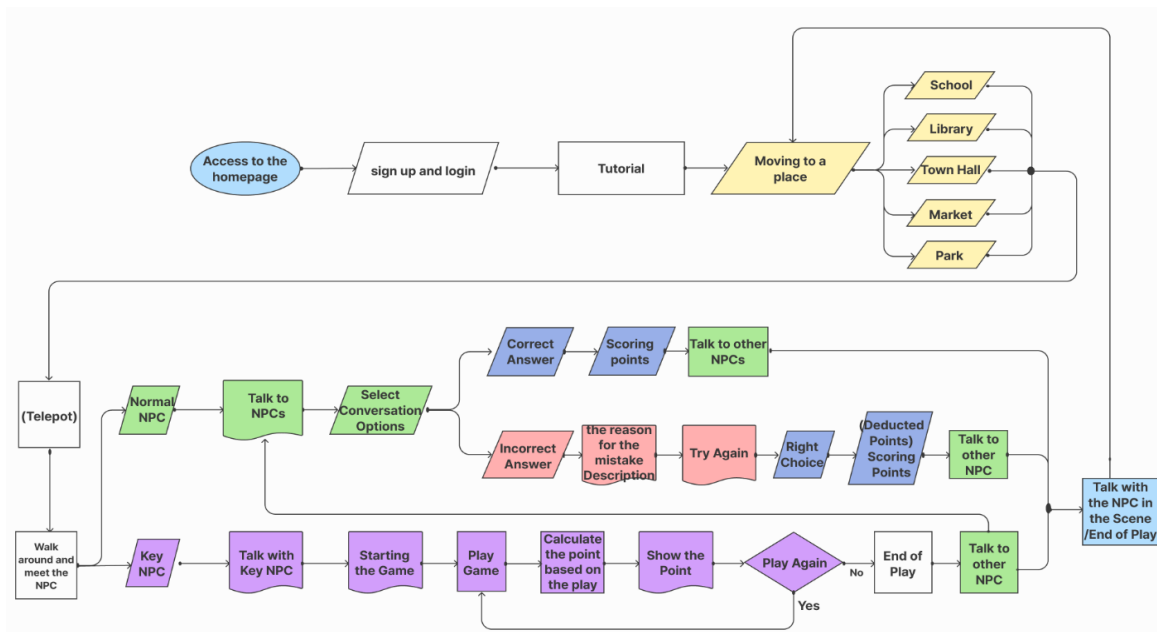 School
Library
Access to the
homepage
sign up and login
Tutorial
Moving to a
place
Town Hall
Market
Park
Correct
Answer
Scoring
points
Talk to other
NPCs
(Telepot)
Normal
NPC
Talk to
NPCs
Select
Conversation
Options
Incorrect
Answer
the reason
for the
mistake
Description
Try Again
Right
Choice
(Deducted
Points)
Scoring
Points
Talk to
other
NPC
Talk with
the NPC in
the Scene
/End of Play
Walk
around and
meet the
NPC
Key
NPC
Talk with
Key NPC
Starting
the Game
Play
Game
Calculate
the point
based on
the play
Show the
Point
Play Again
No
Yes
End of
Play
Talk to
other
NPC